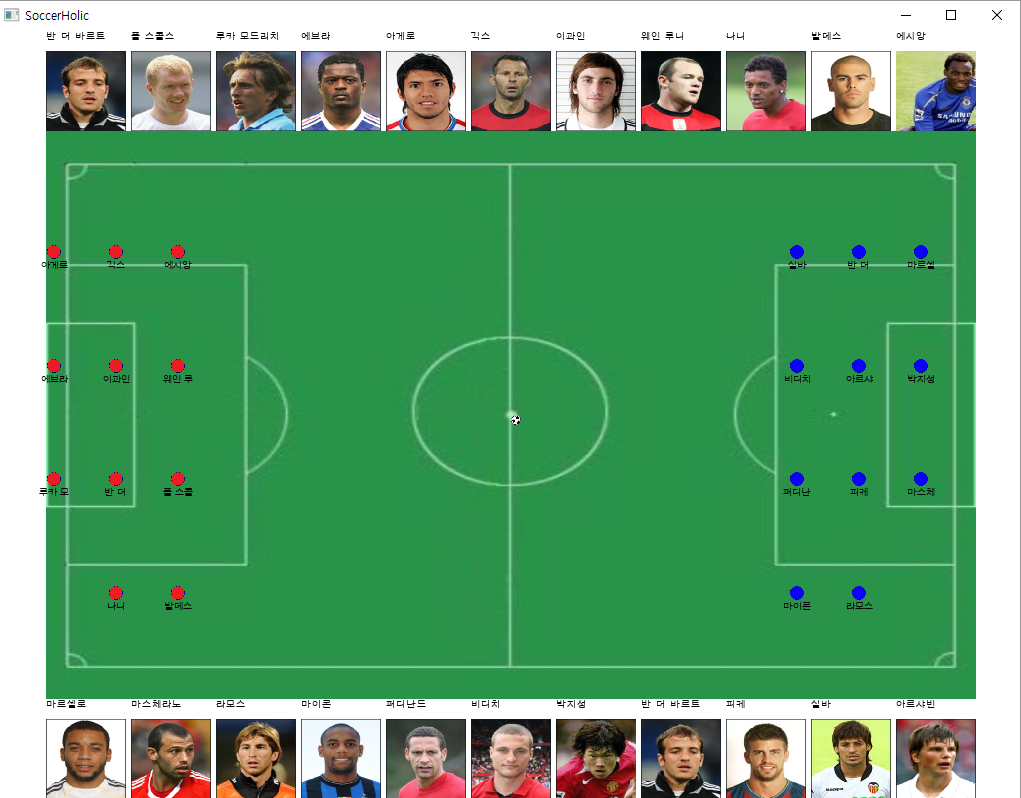 SoccerHolic
반 더 바르트 폴 스콜스 루카 모드리치 에브라 아게로 긱스 이과인 웨인 루니 나니 발데스 에시앙
아게로 긱스 에시앙 실바 반 더 마르셀
에브라 이과인 웨인 루 비디치 아르샤 박지성
루카 모 반 더 폴 스콜 퍼디난 피케 마스체
나니 발데스 마이콘 라모스
마르셀로 마스체라노 라모스 마이콘 퍼디난드 비디치 박지성 반 더 바르트 피케 실바 아르샤빈
SAMSUNG